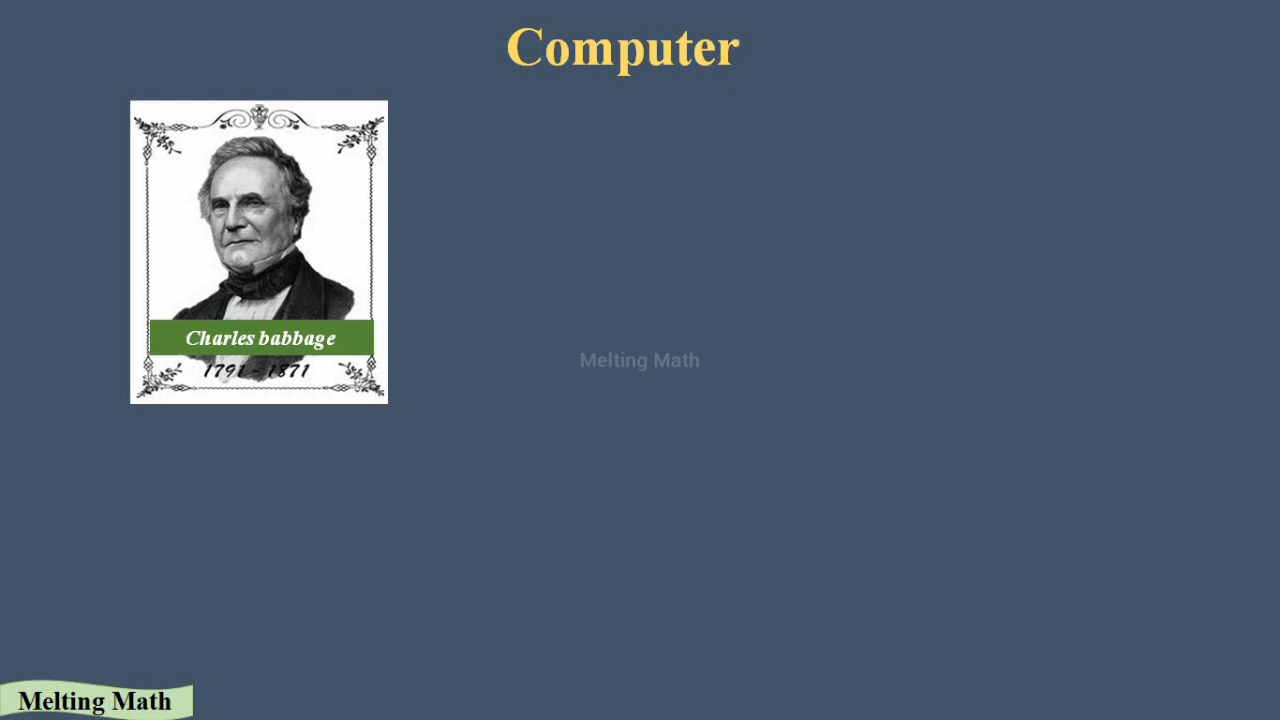 Computer
Charles babbage
1791 - 1871
Melting Math
Melting Math